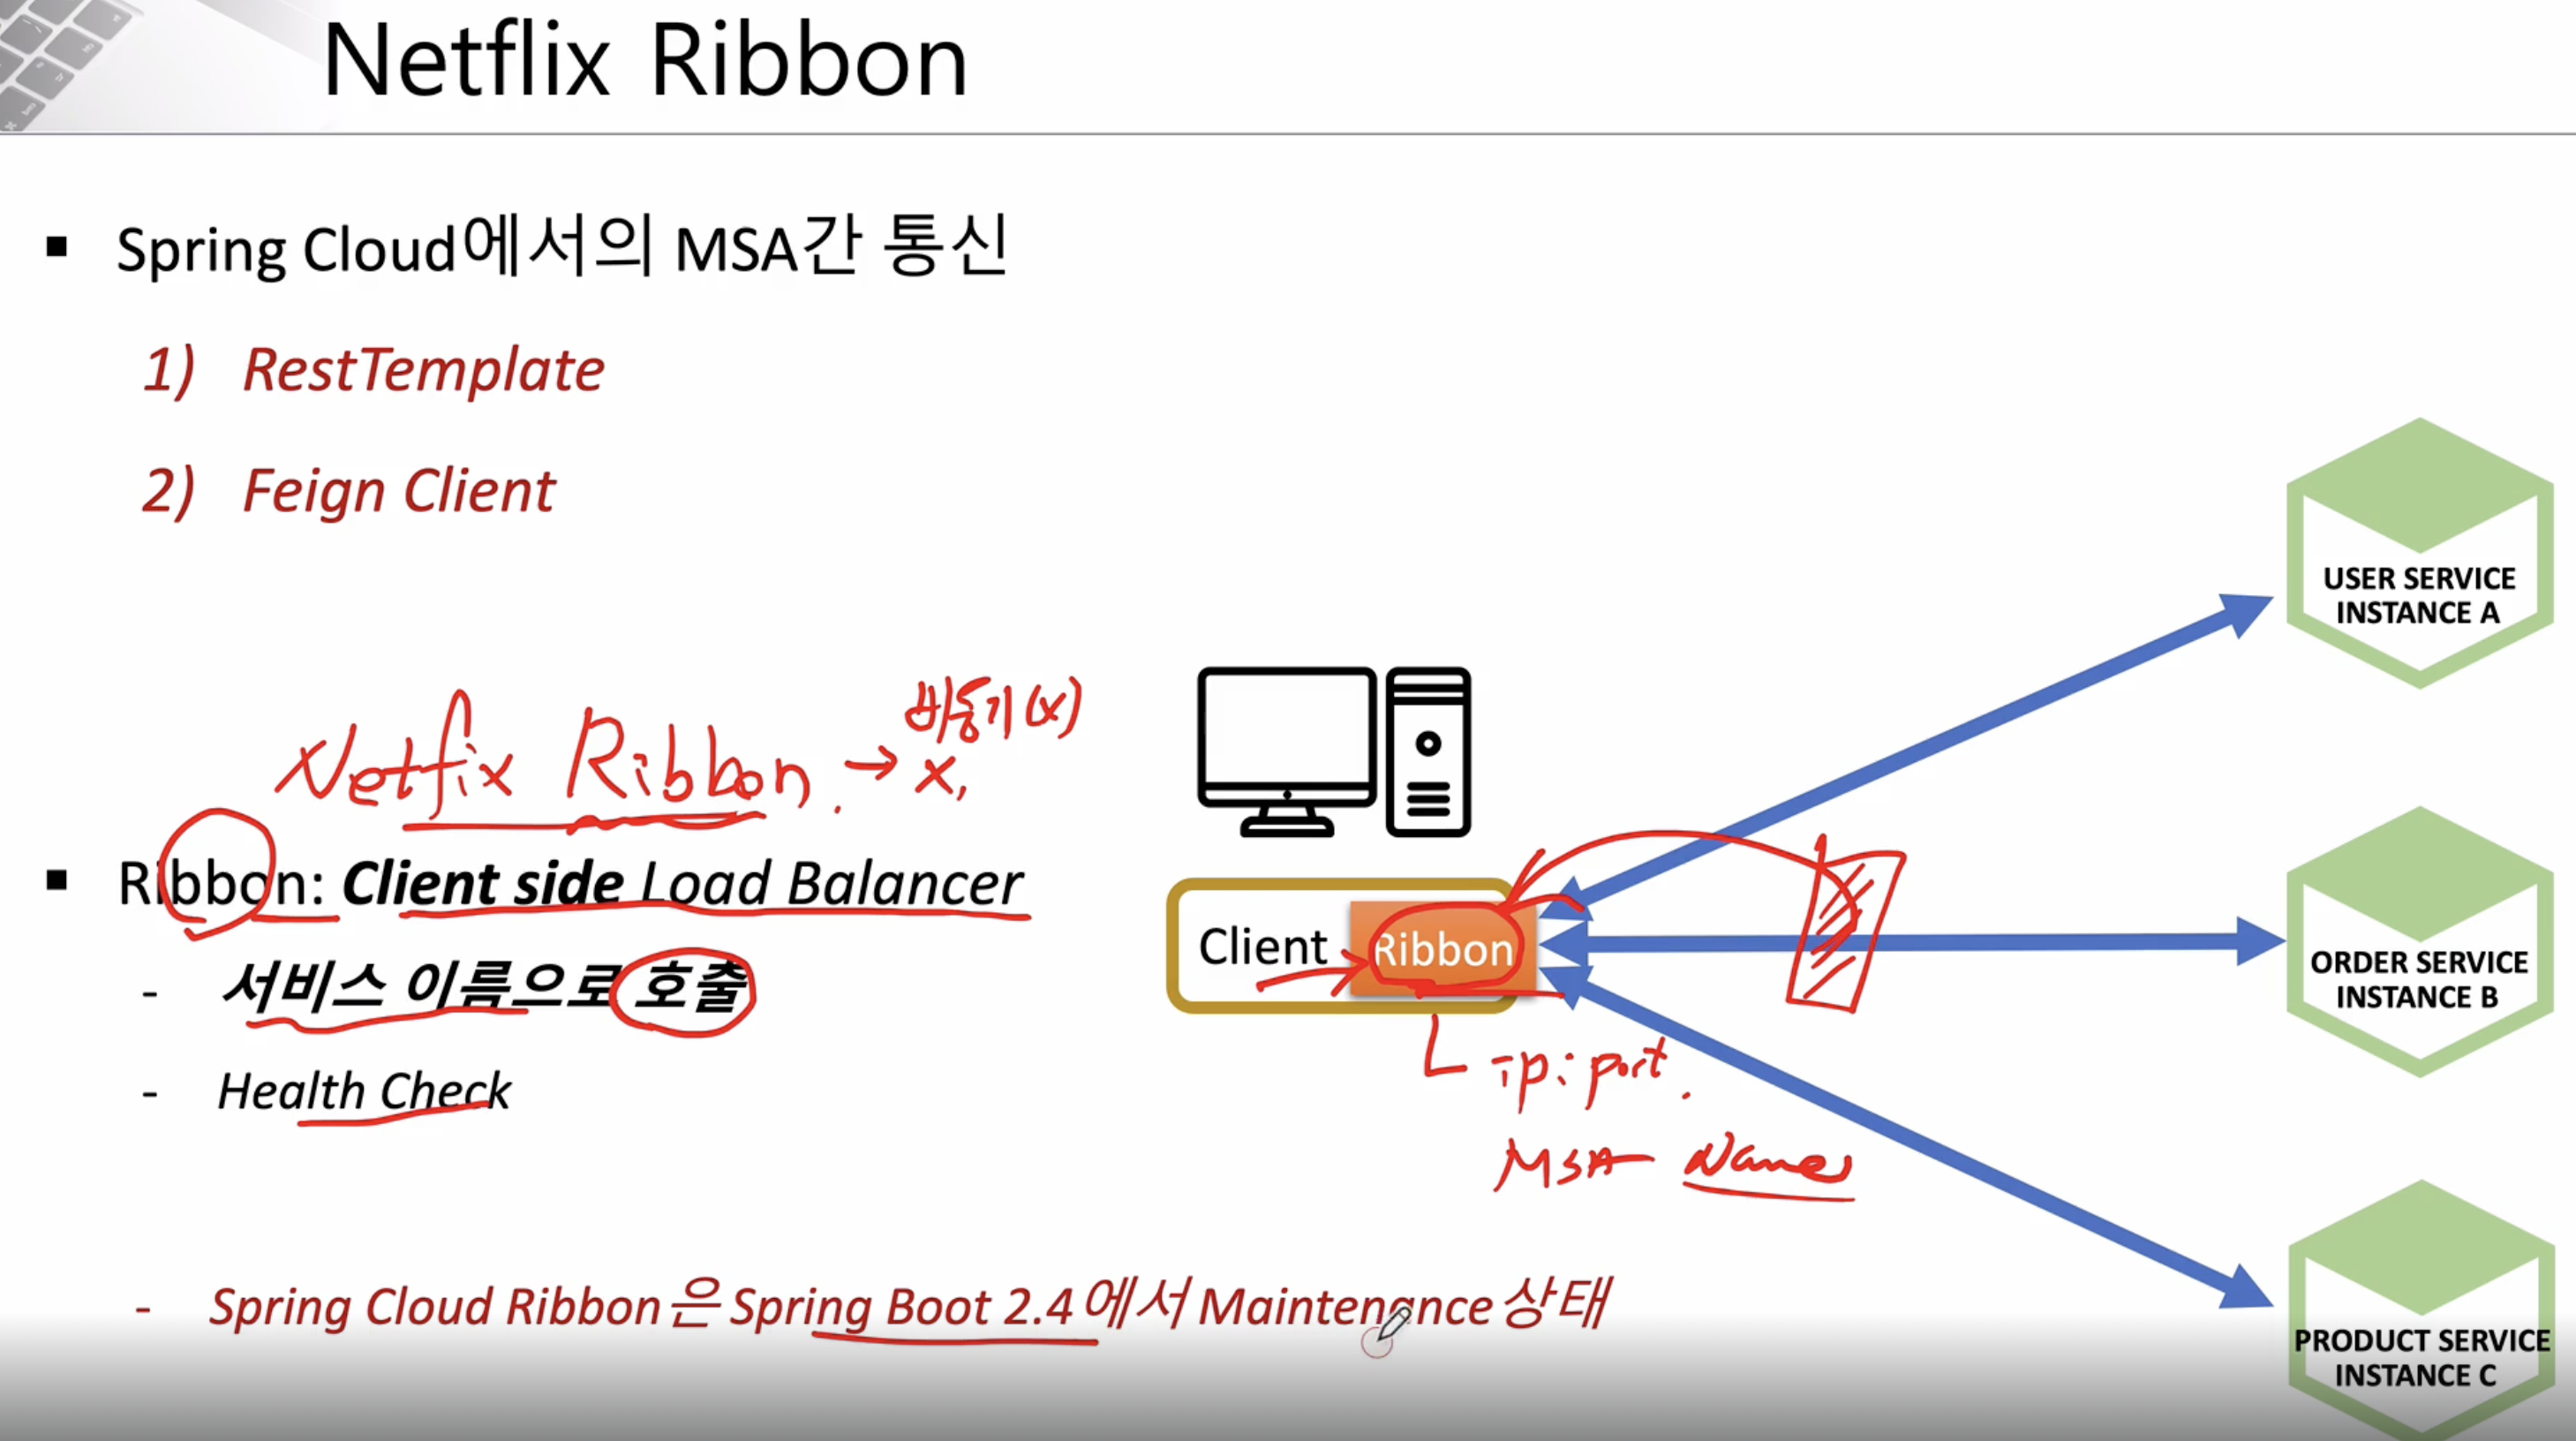 Netflix Ribbon
▪ Spring Cloud에서의 MSA간 통신
1) RestTemplate
2) Feign Client
Netfix Ribbon. → x,
비동기(x)
▪ Ribbon: Client side Load Balancer
- 서비스 이름으로 호출
- Health Check
- Spring Cloud Ribbon은 Spring Boot 2.4에서 Maintenance 상태
Client
Ribbon
ip: port.
MSA Name
USER SERVICE
INSTANCE A
ORDER SERVICE
INSTANCE B
PRODUCT SERVICE
INSTANCE C